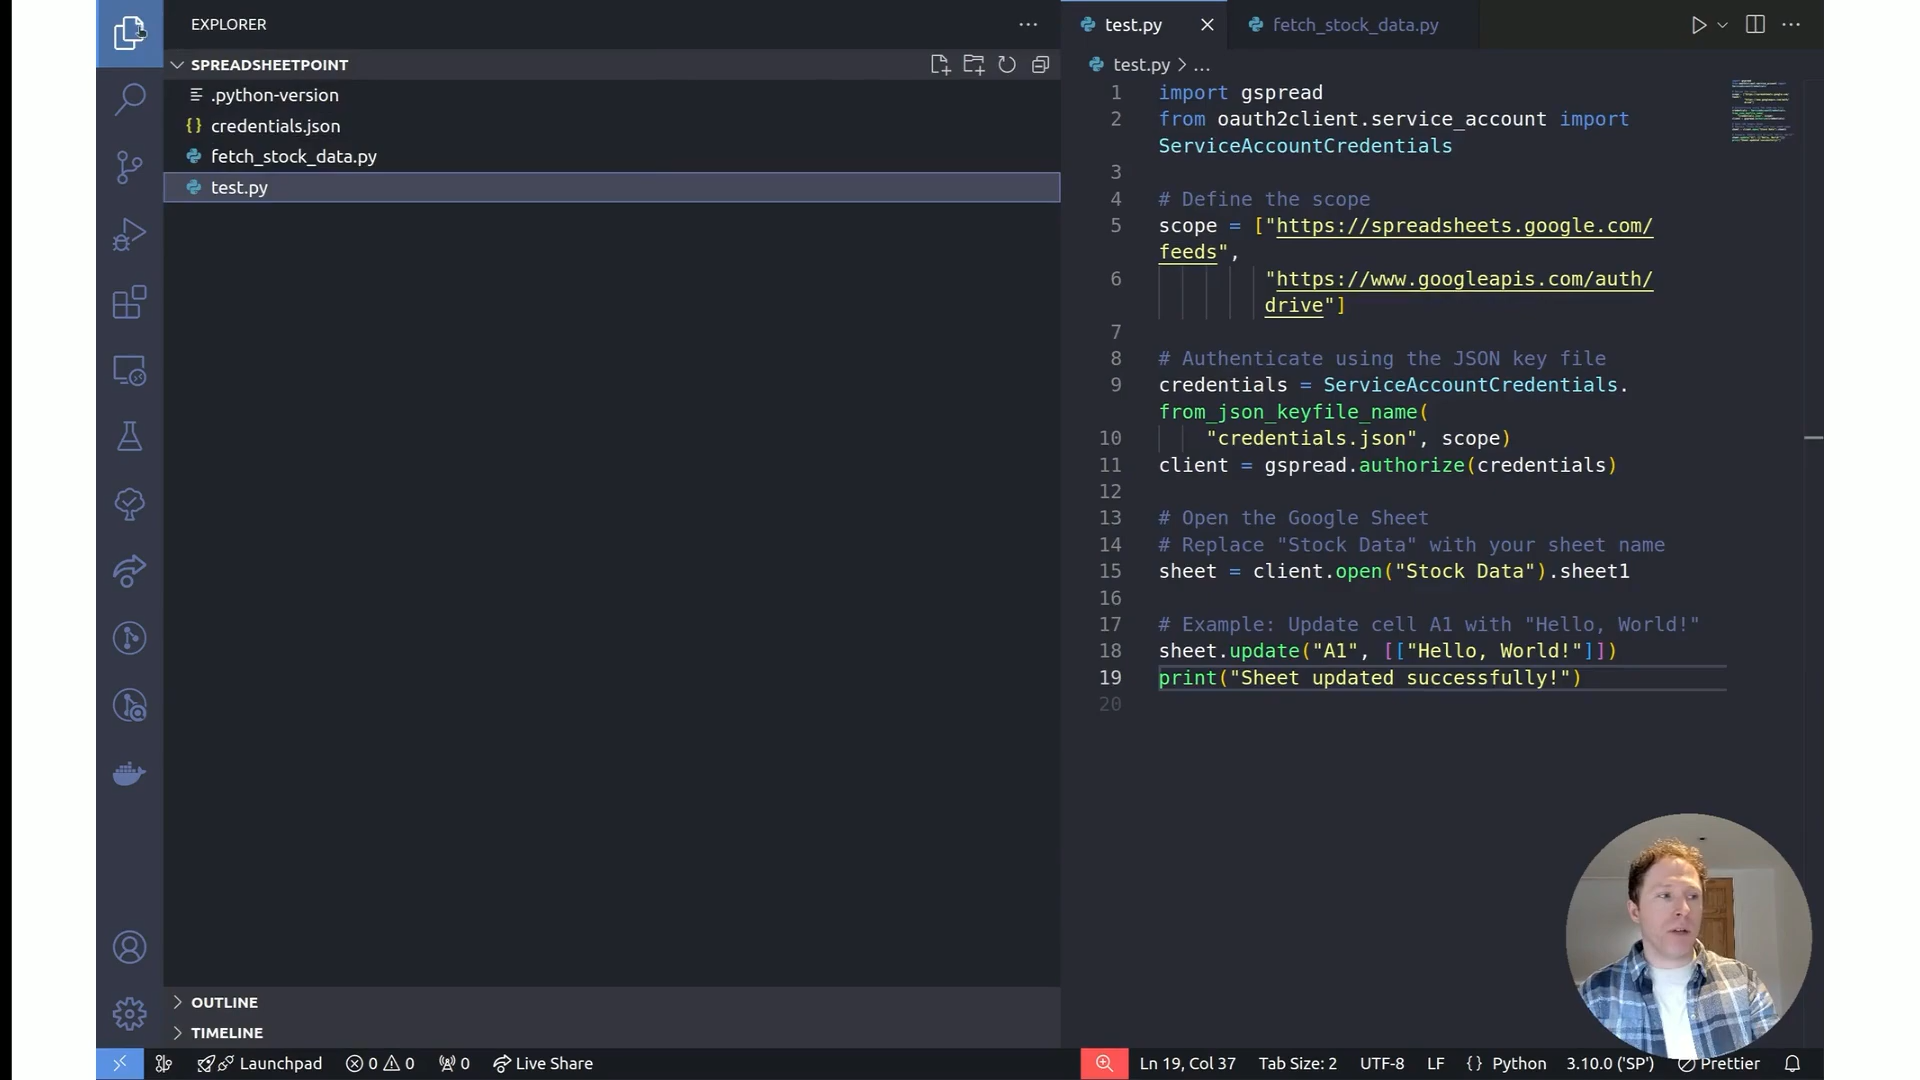 EXPLORER
SPREADSHEETPOINT
.python-version
credentials.json
fetch_stock_data.py
test.py
OUTLINE
TIMELINE
test.py
fetch_stock_data.py
test.py > ...
1 import gspread
2 from oauth2client.service_account import
ServiceAccountCredentials
3
4 # Define the scope
5 scope = ["https://spreadsheets.google.com/
feeds",
6 "https://www.googleapis.com/auth/
drive"]
7
8 # Authenticate using the JSON key file
9 credentials = ServiceAccountCredentials.
from_json_keyfile_name(
10 "credentials.json", scope)
11 client = gspread.authorize(credentials)
12
13 # Open the Google Sheet
14 # Replace "Stock Data" with your sheet name
15 sheet = client.open("Stock Data").sheet1
16
17 # Example: Update cell A1 with "Hello, World!"
18 sheet.update("A1", [["Hello, World!"]])
19 print("Sheet updated successfully!")
20
Launchpad 0 0 0 Live Share Ln 19, Col 37 Tab Size: 2 UTF-8 LF {} Python 3.10.0 ('SP') Prettier